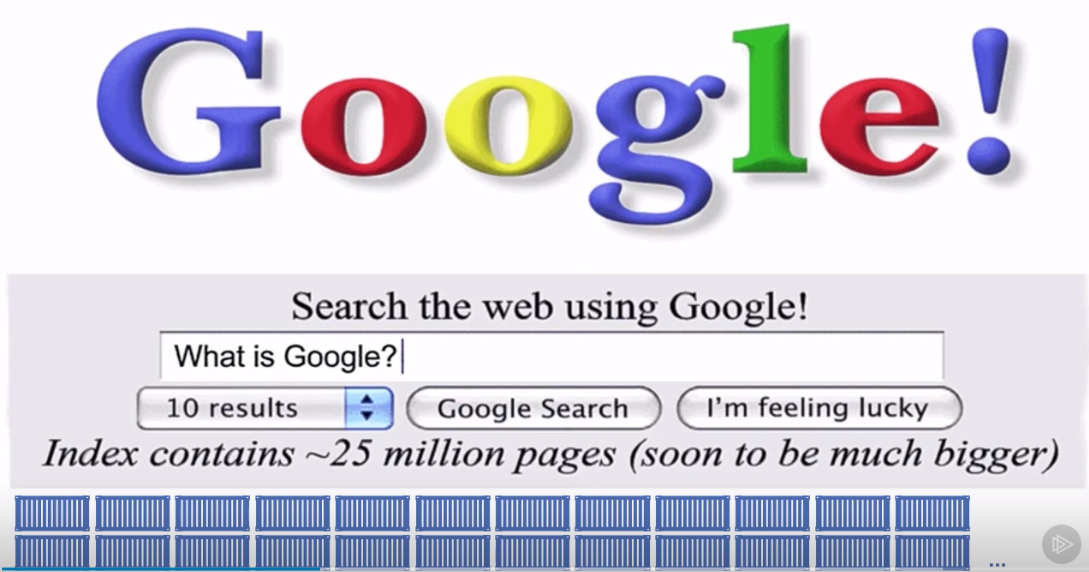 Google!
Search the web using Google!
What is Google?
10 results Google Search I'm feeling lucky
Index contains ~25 million pages (soon to be much bigger)
...